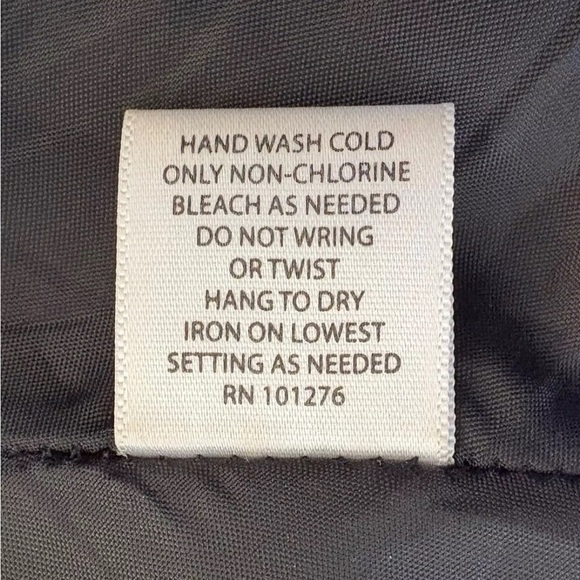 HAND WASH COLD
ONLY NON-CHLORINE
BLEACH AS NEEDED
DO NOT WRING
OR TWIST
HANG TO DRY
IRON ON LOWEST
SETTING AS NEEDED
RN 101276